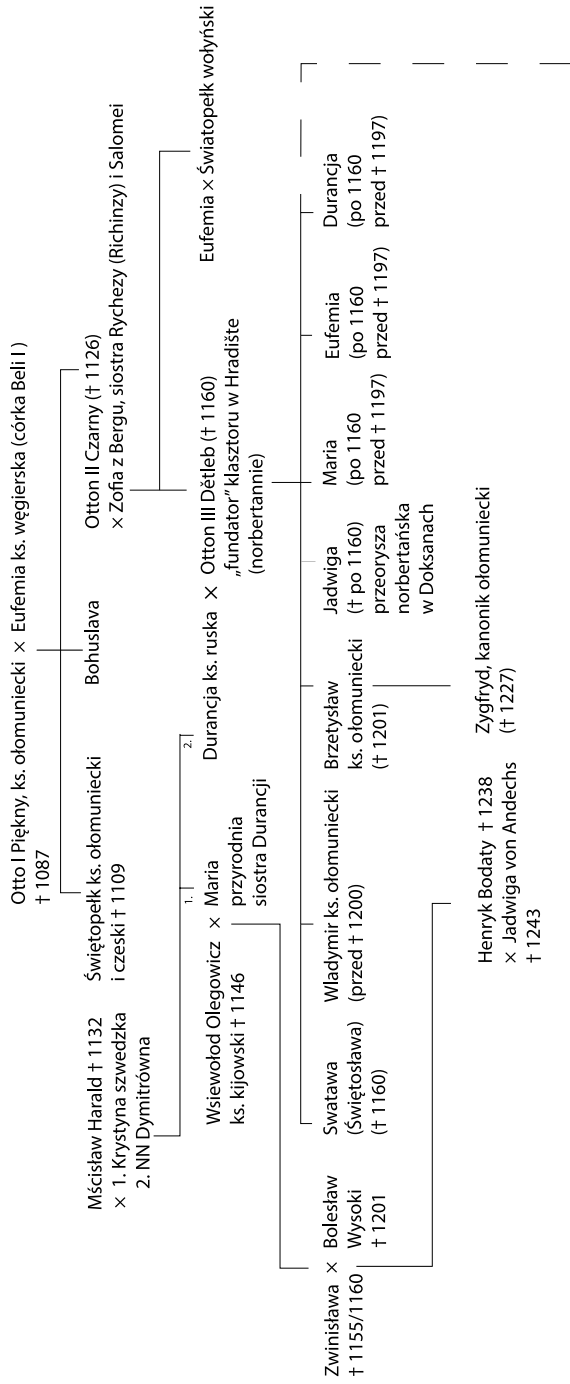 Otto I Piękny, ks. ołomuniecki × Eufemia ks. węgierska (córka Beli I )
† 1087
Mścisław Harald † 1132
× 1. Krystyna szwedzka
2. NN Dymitrówna
Świętopełk ks. ołomuniecki
i czeski † 1109
Bohuslava
Otton II Czarny († 1126)
× Zofia z Bergu, siostra Rychezy (Richinzy) i Salomei
1.
2.
Wsiewołod Olegowicz ×
ks. kijowski † 1146
Maria
przyrodnia
siostra Durancji
Durancja ks. ruska ×
Otton III Dětleb († 1160)
„fundator” klasztoru w Hradište
(norbertannie)
Eufemia × Światopełk wołyński
Zwinisława ×
† 1155/1160
Bolesław
Wysoki
† 1201
Swatawa
(Świętosława)
(† 1160)
Władymir ks. ołomuniecki
(przed † 1200)
Brzetysław
ks. ołomuniecki
(† 1201)
Jadwiga
(† po 1160)
przeorysza
norbertańska
w Doksanach
Maria
(po 1160
przed † 1197)
Eufemia
(po 1160
przed † 1197)
Durancja
(po 1160
przed † 1197)
Henryk Bodaty † 1238
× Jadwiga von Andechs
† 1243
Zygfryd, kanonik ołomuniecki
(† 1227)